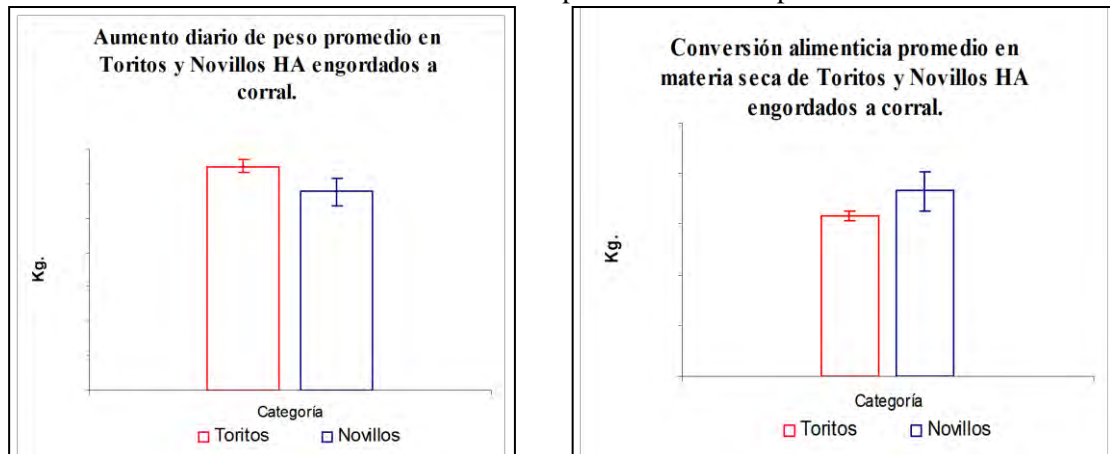 Aumento diario de peso promedio en
Toritos y Novillos HA engordados a
corral.
Kg.
Categoría
Toritos Novillos
Conversión alimenticia promedio en
materia seca de Toritos y Novillos HA
engordados a corral.
Kg.
Categoría
Toritos Novillos